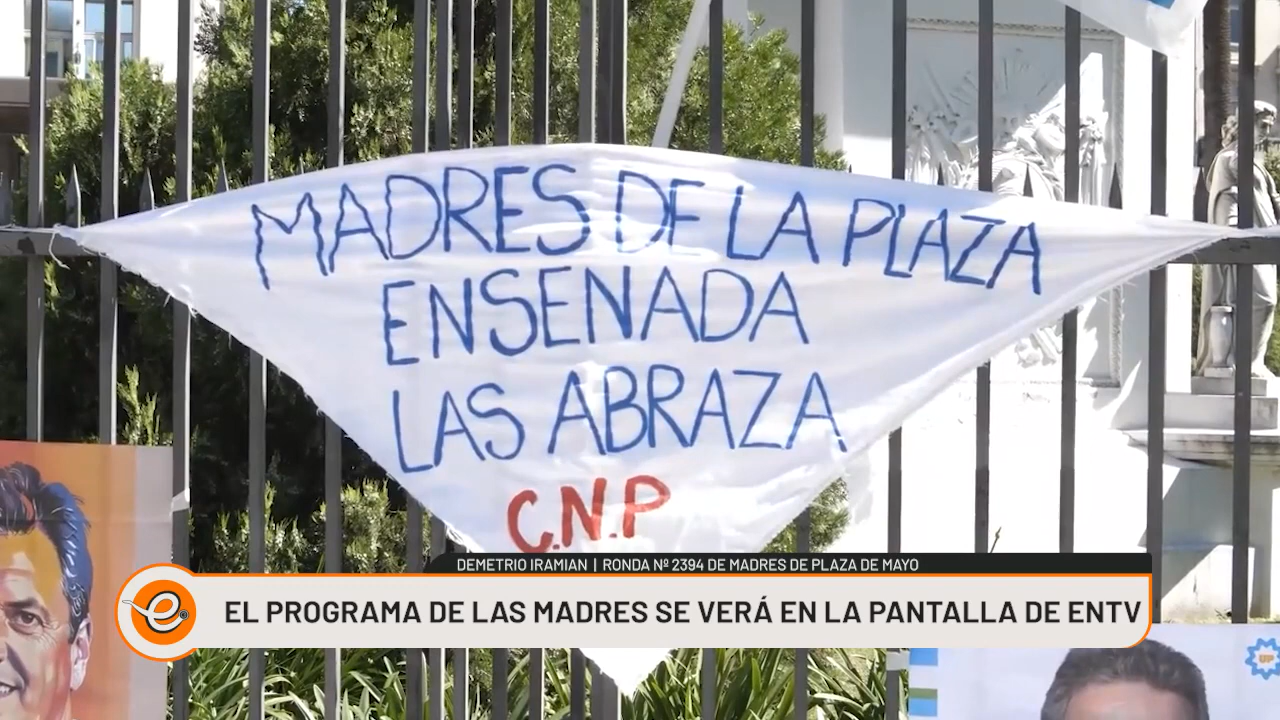 MADRES DE LA PLAZA
ENSENADA
LAS ABRAZA
C.N.P
DEMETRIO IRAMIAN | RONDA Nº 2394 DE MADRES DE PLAZA DE MAYO
e
EL PROGRAMA DE LAS MADRES SE VERÁ EN LA PANTALLA DE ENTV
UP